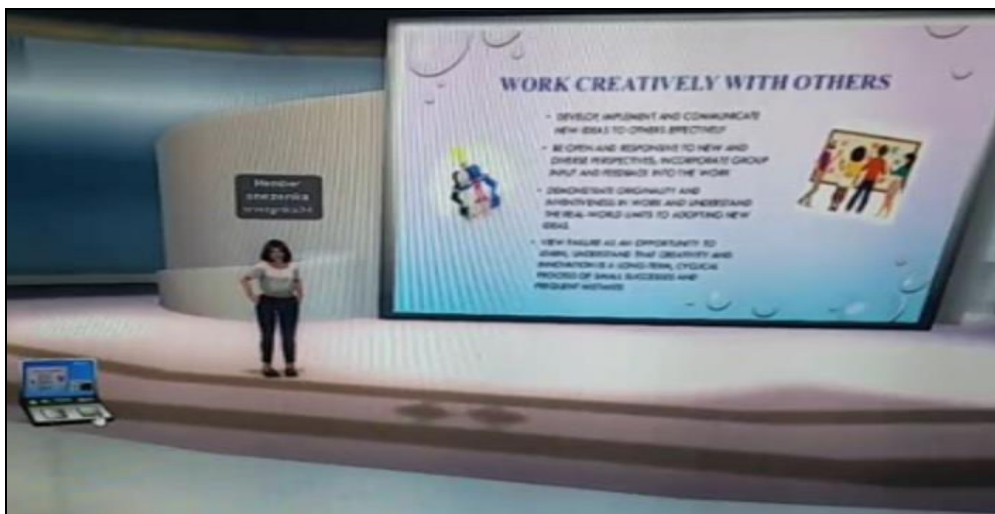 WORK CREATIVELY WITH OTHERS
• DEVELOP, IMPLEMENT AND COMMUNICATE
NEW IDEAS TO OTHERS EFFECTIVELY
• BE OPEN AND RESPONSIVE TO NEW AND
DIVERSE PERSPECTIVES; INCORPORATE GROUP
INPUT AND FEEDBACK INTO THE WORK
• DEMONSTRATE ORIGINALITY AND
INVENTIVENESS IN WORK AND UNDERSTAND
THE REAL-WORLD LIMITS TO ADOPTING NEW
IDEAS.
• VIEW FAILURE AS AN OPPORTUNITY TO
LEARN; UNDERSTAND THAT CREATIVITY AND
INNOVATION IS A LONG-TERM, CYCLICAL
PROCESS OF SMALL SUCCESSES AND
FREQUENT MISTAKES
Member
snezanka